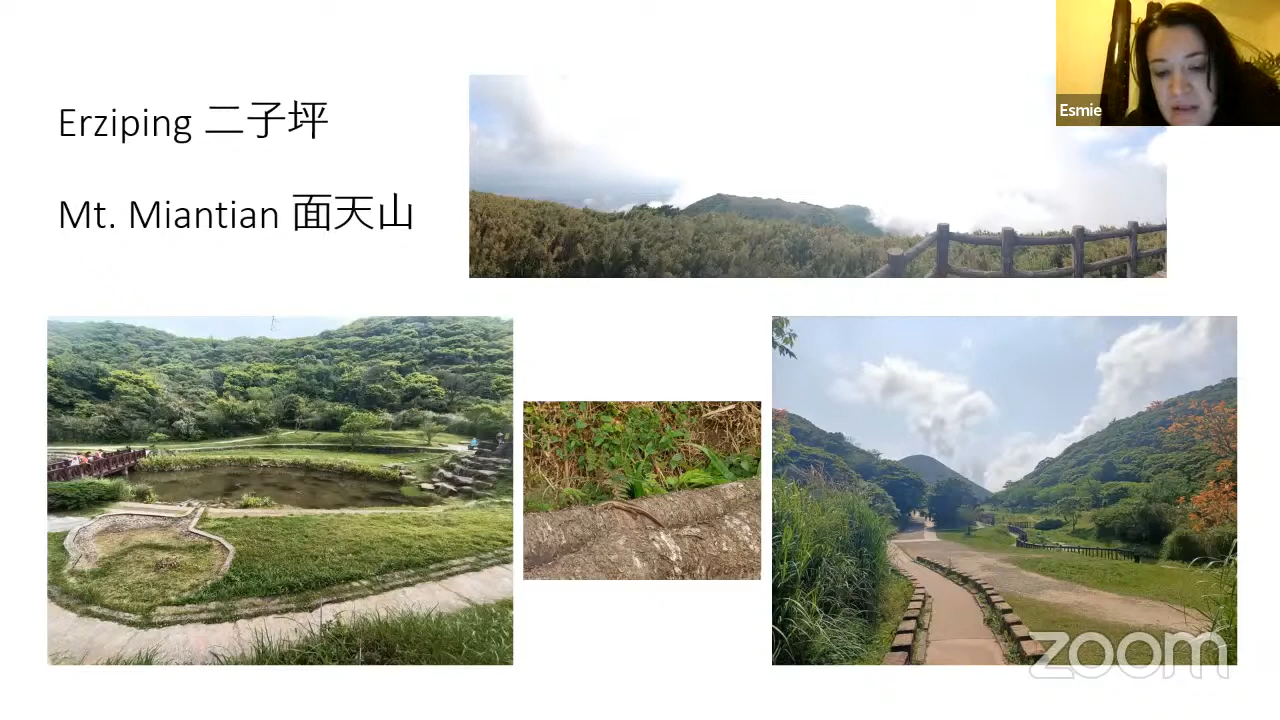 Erziping 二子坪
Mt. Miantian 面天山
Esmie
zoom